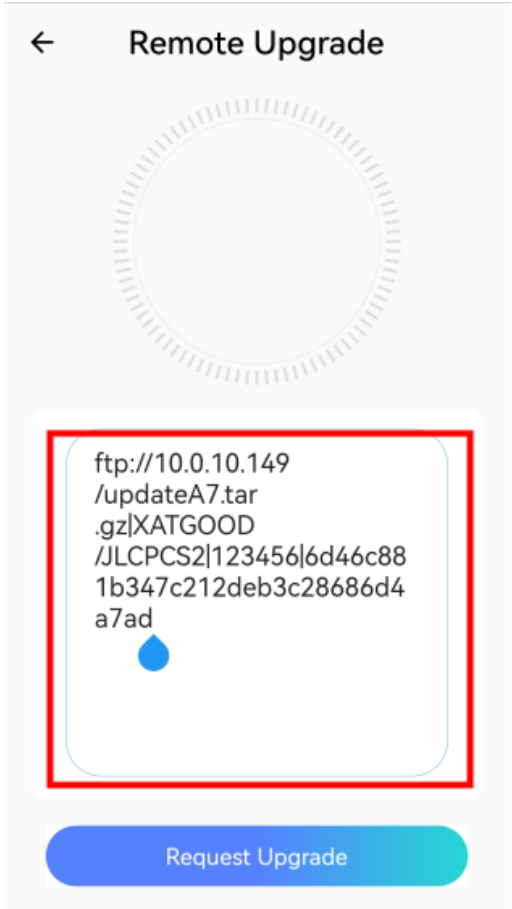 Remote Upgrade
ftp://10.0.10.149
/updateA7.tar
.gz|XATGOOD
/JLCPCS2|123456|6d46c88
1b347c212deb3c28686d4
a7ad
Request Upgrade